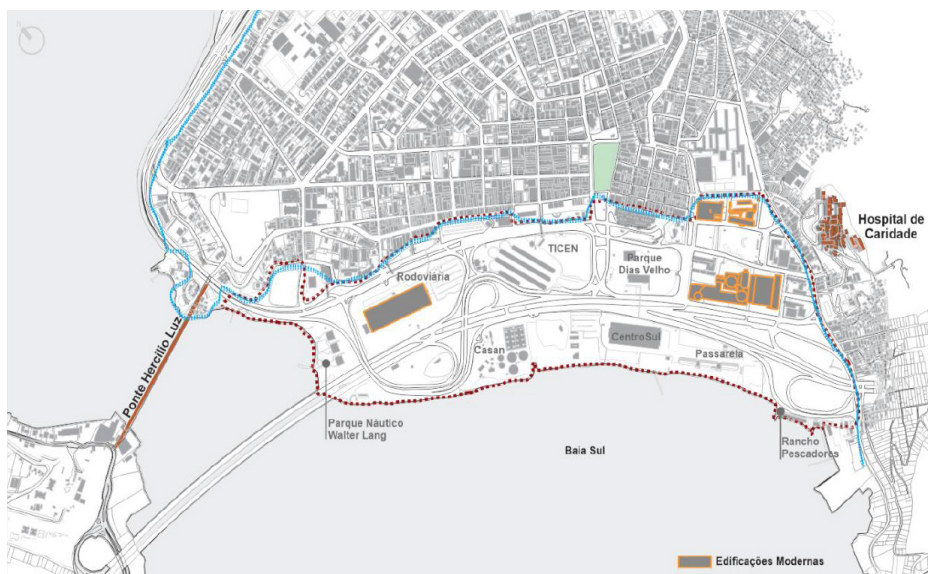 Hospital de
Caridade
TICEN
Parque
Dias Velho
Rodoviária
Ponte Hercílio Luz
CentroSul
Casan
Passarela
Parque Náutico
Walter Lang
Rancho
Pescadores
Baia Sul
Edificações Modernas